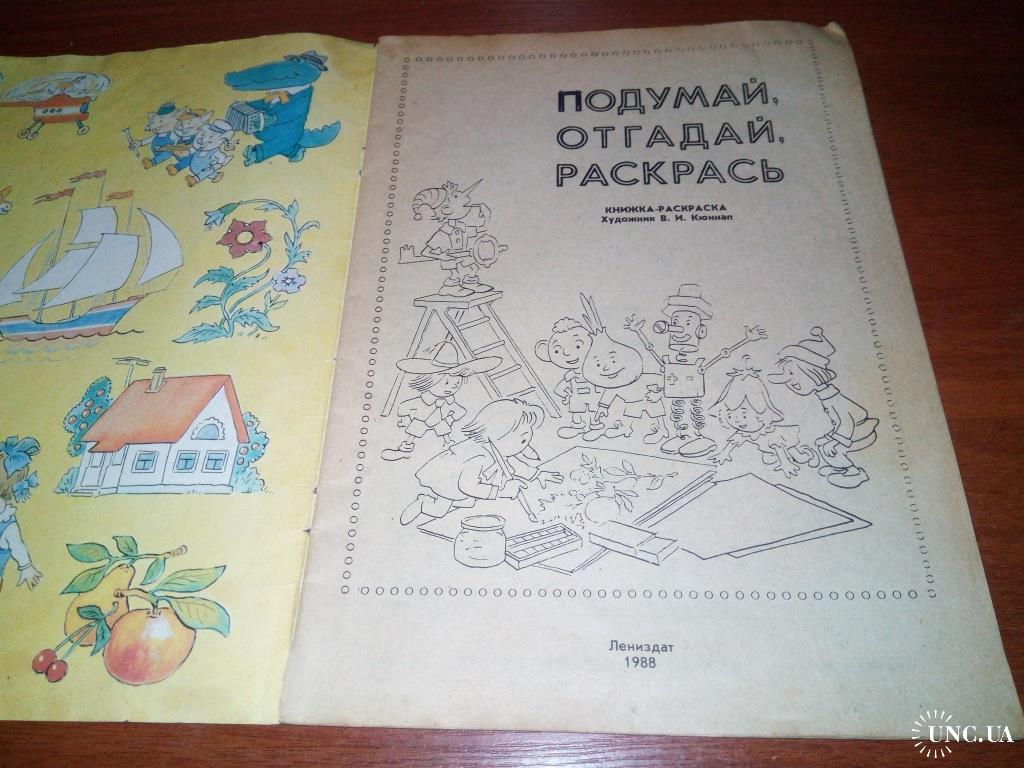 ПОДУМАЙ,
ОТГАДАЙ,
РАСКРАСЬ
КНИЖКА-РАСКРАСКА
Художник В. И. Кюннап
Лениздат
1988
UNC.UA